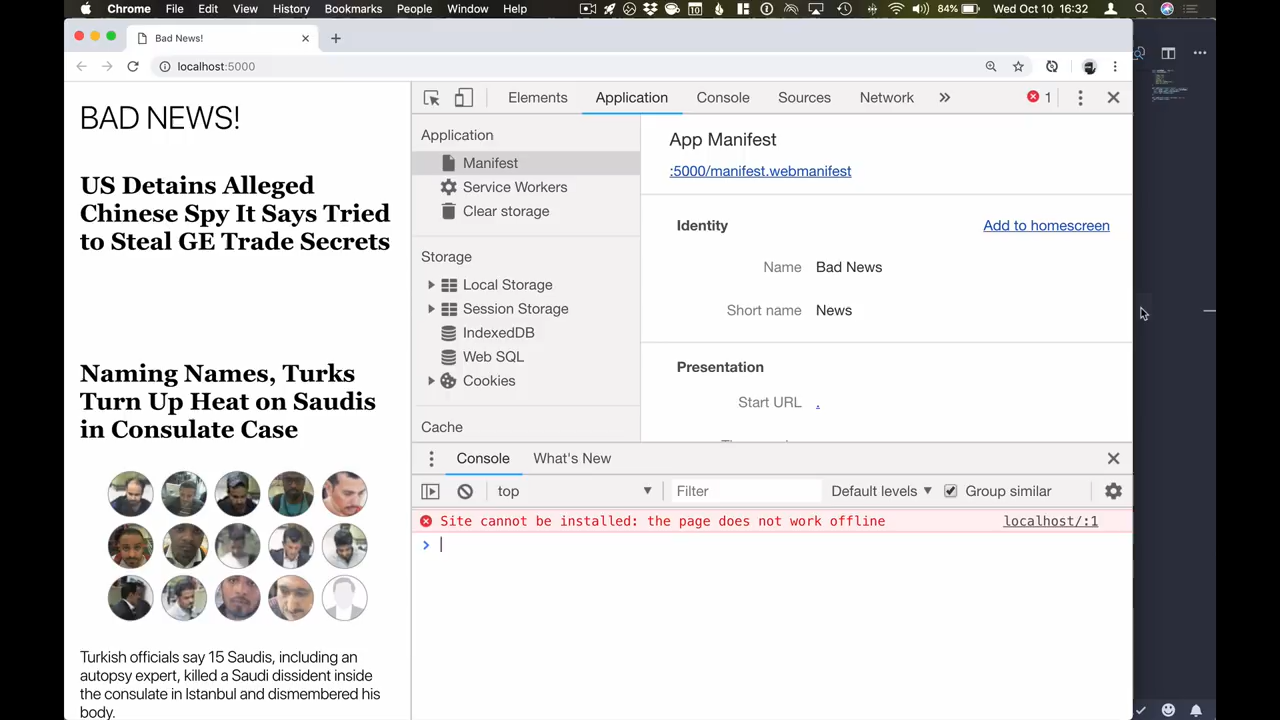 Chrome File Edit View History Bookmarks People Window Help 84% Wed Oct 10 16:32
Bad News!
localhost:5000
BAD NEWS!
US Detains Alleged
Chinese Spy It Says Tried
to Steal GE Trade Secrets
Naming Names, Turks
Turn Up Heat on Saudis
in Consulate Case
Turkish officials say 15 Saudis, including an
autopsy expert, killed a Saudi dissident inside
the consulate in Istanbul and dismembered his
body.
Elements Application Console Sources Network » 1
Application
Manifest
Service Workers
Clear storage
Storage
Local Storage
Session Storage
IndexedDB
Web SQL
Cookies
Cache
App Manifest
:5000/manifest.webmanifest
Identity Add to homescreen
Name Bad News
Short name News
Presentation
Start URL .
Console What's New
top Filter Default levels Group similar
Site cannot be installed: the page does not work offline localhost/:1